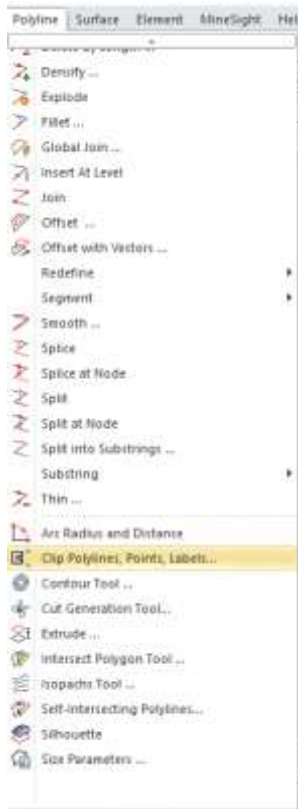 Polyline Surface Element MineSight Hel
Densify ...
Explode
Fillet ...
Global Join ...
Insert At Level
Join
Offset ...
Offset with Vectors ...
Redefine
Segment
Smooth ...
Splice
Splice at Node
Split
Split at Node
Split into Substrings ...
Substring
Thin ...
Arc Radius and Distance
Clip Polylines, Points, Labels...
Contour Tool ...
Cut Generation Tool...
Extrude ...
Intersect Polygon Tool ...
Isopachs Tool ...
Self-Intersecting Polylines...
Silhouette
Size Parameters ...